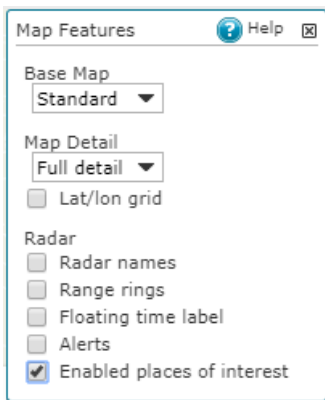 Map Features ? Help
Base Map
Standard
Map Detail
Full detail
Lat/lon grid
Radar
Radar names
Range rings
Floating time label
Alerts
Enabled places of interest